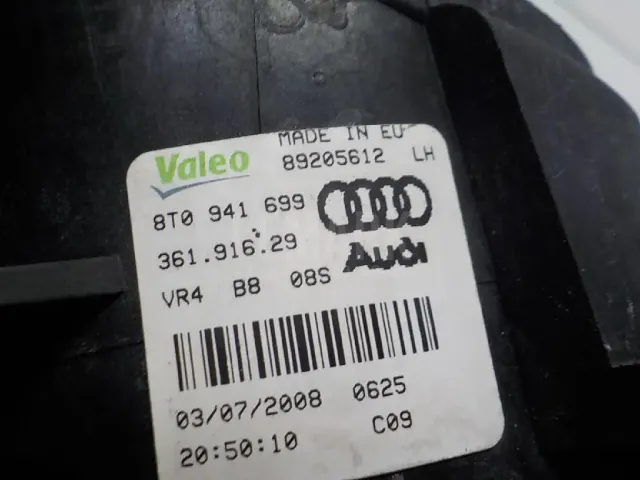 MADE IN EU
Valeo 89205612 LH
8T0 941 699
361.916.29 Audi
VR4 B8 08S
03/07/2008 0625
20:50:10 C09